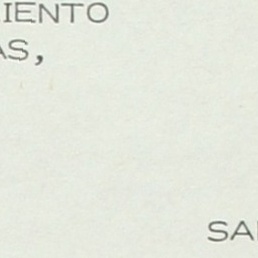 IENTO
AS,
SA